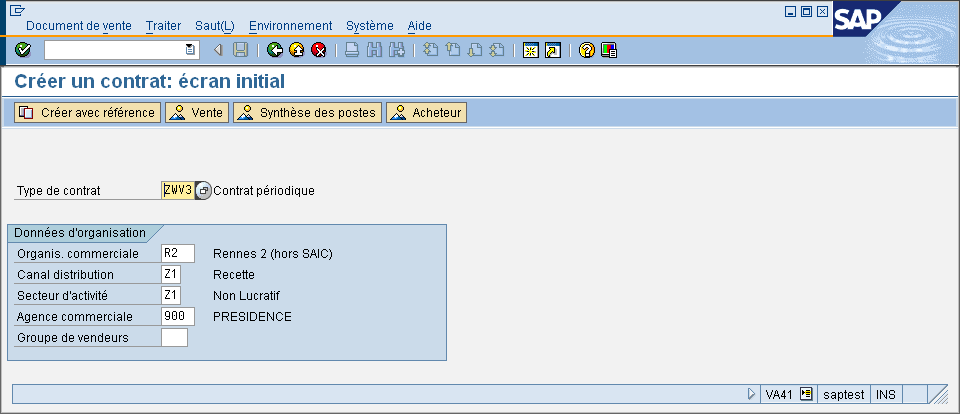 Document de vente Traiter Saut(L) Environnement Système Aide
SAP
Créer un contrat: écran initial
Créer avec référence Vente Synthèse des postes Acheteur
Type de contrat ZWV3 Contrat périodique
Données d'organisation
Organis. commerciale R2 Rennes 2 (hors SAIC)
Canal distribution Z1 Recette
Secteur d'activité Z1 Non Lucratif
Agence commerciale 900 PRESIDENCE
Groupe de vendeurs
VA41 saptest INS